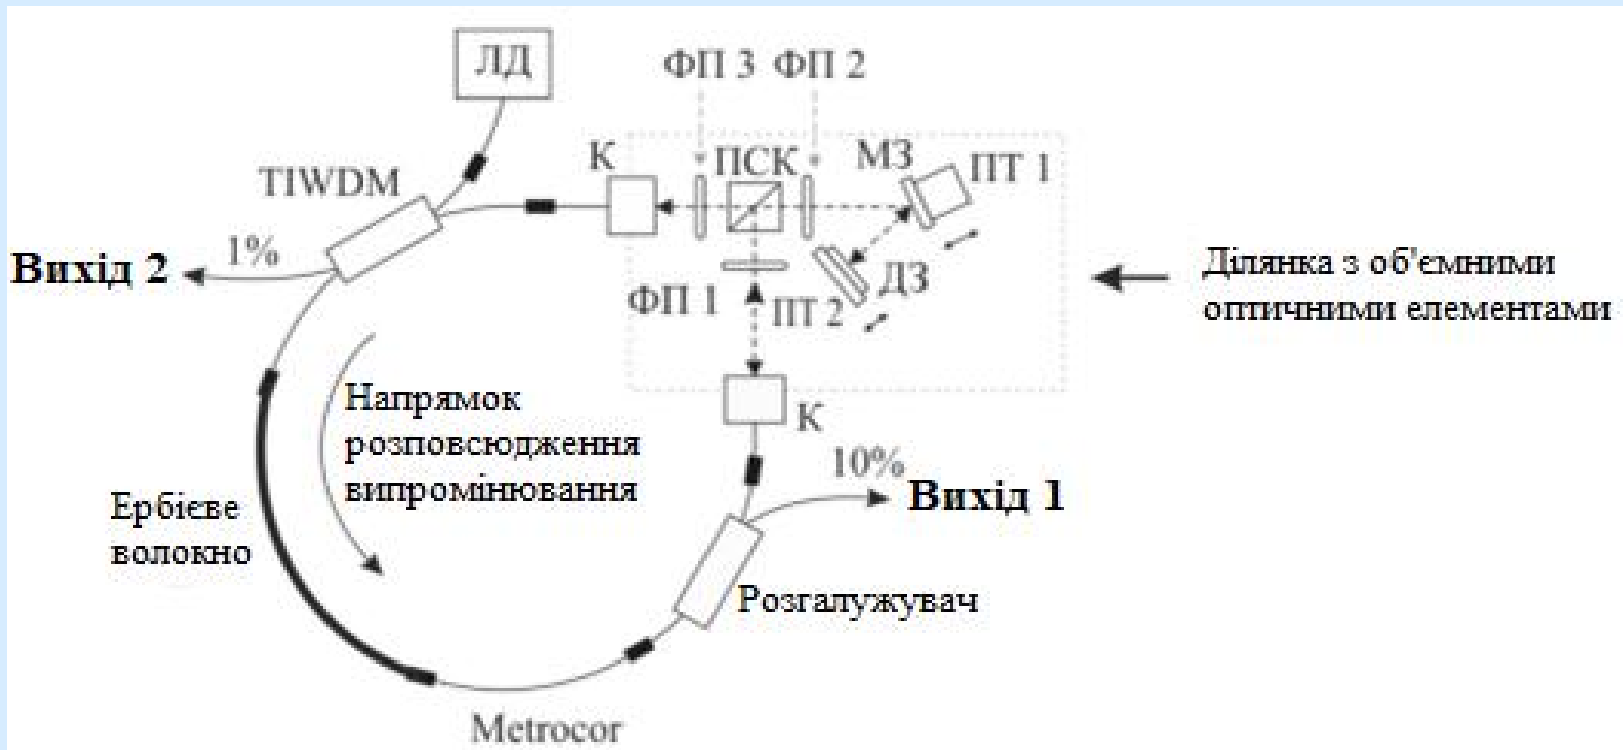 ЛД
ФП 3 ФП 2
К
ПСК
МЗ
ПТ 1
TIWDM
1%
Вихід 2
ФП 1
ПТ 2
ДЗ
Ділянка з об'ємними
оптичними елементами
Напрямок
розповсюдження
випромінювання
К
10%
Вихід 1
Ербієве
волокно
Розгалужувач
Metrocor